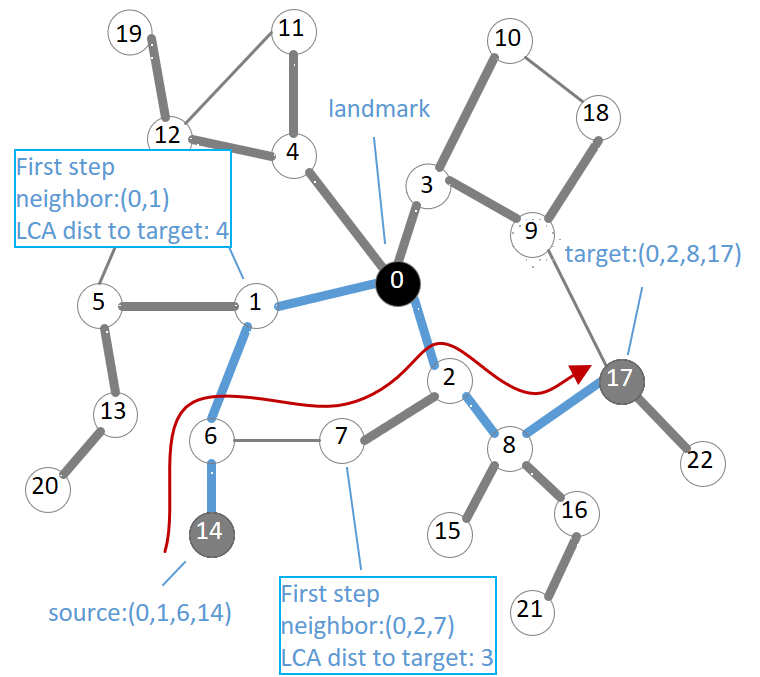 19
11
10
landmark
18
12
4
First step
neighbor:(0,1)
LCA dist to target: 4
3
9
target:(0,2,8,17)
0
5
1
2
17
13
6
7
8
22
20
14
15
16
source:(0,1,6,14)
First step
neighbor:(0,2,7)
LCA dist to target: 3
21